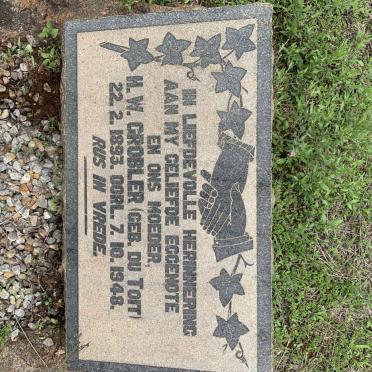 IN LIEFDEVOLLE HERINNERING
AAN MY GELIEFDE EGGENOTE
EN ONS MOEDER.
H. W. GROBLER (GEB. DU TOIT)
22. 2. 1893. OORL. 7. 10. 1948.
RUS IN VREDE.